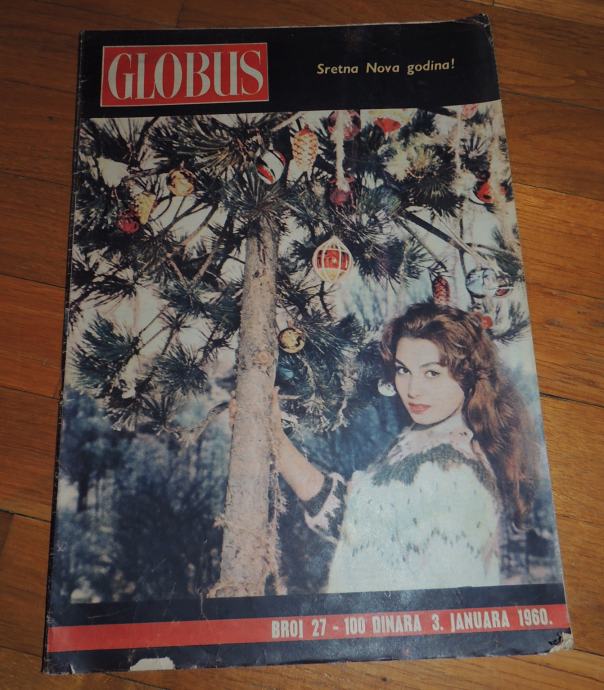 GLOBUS
Sretna Nova godina!
BROJ 27 - 100 DINARA 3. JANUARA 1960.